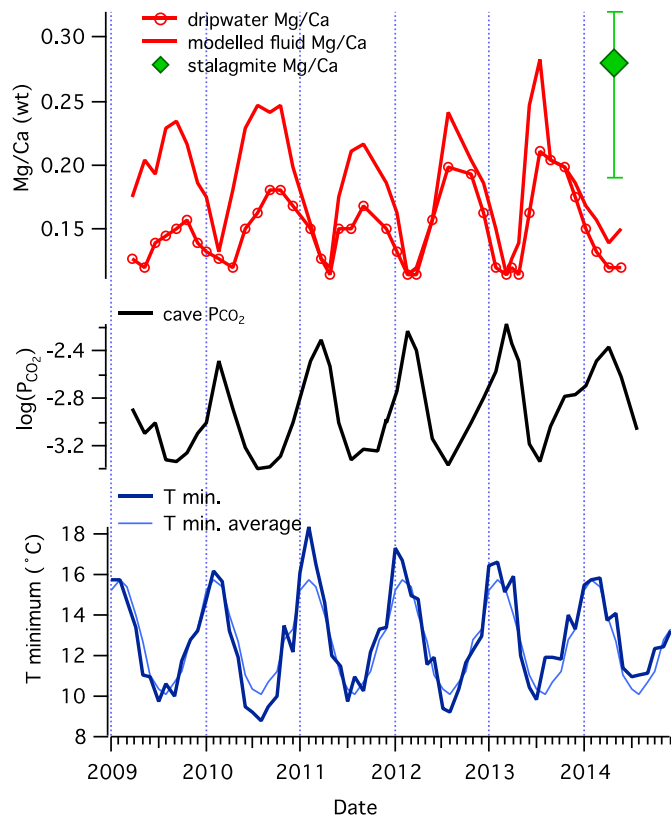 dripwater Mg/Ca
modelled fluid Mg/Ca
stalagmite Mg/Ca
0.30
0.25
0.20
0.15
Mg/Ca (wt)
cave PCO₂
-2.4
-2.8
-3.2
log(PCO₂)
T min.
T min. average
18
16
14
12
10
8
T minimum (°C)
2009 2010 2011 2012 2013 2014
Date